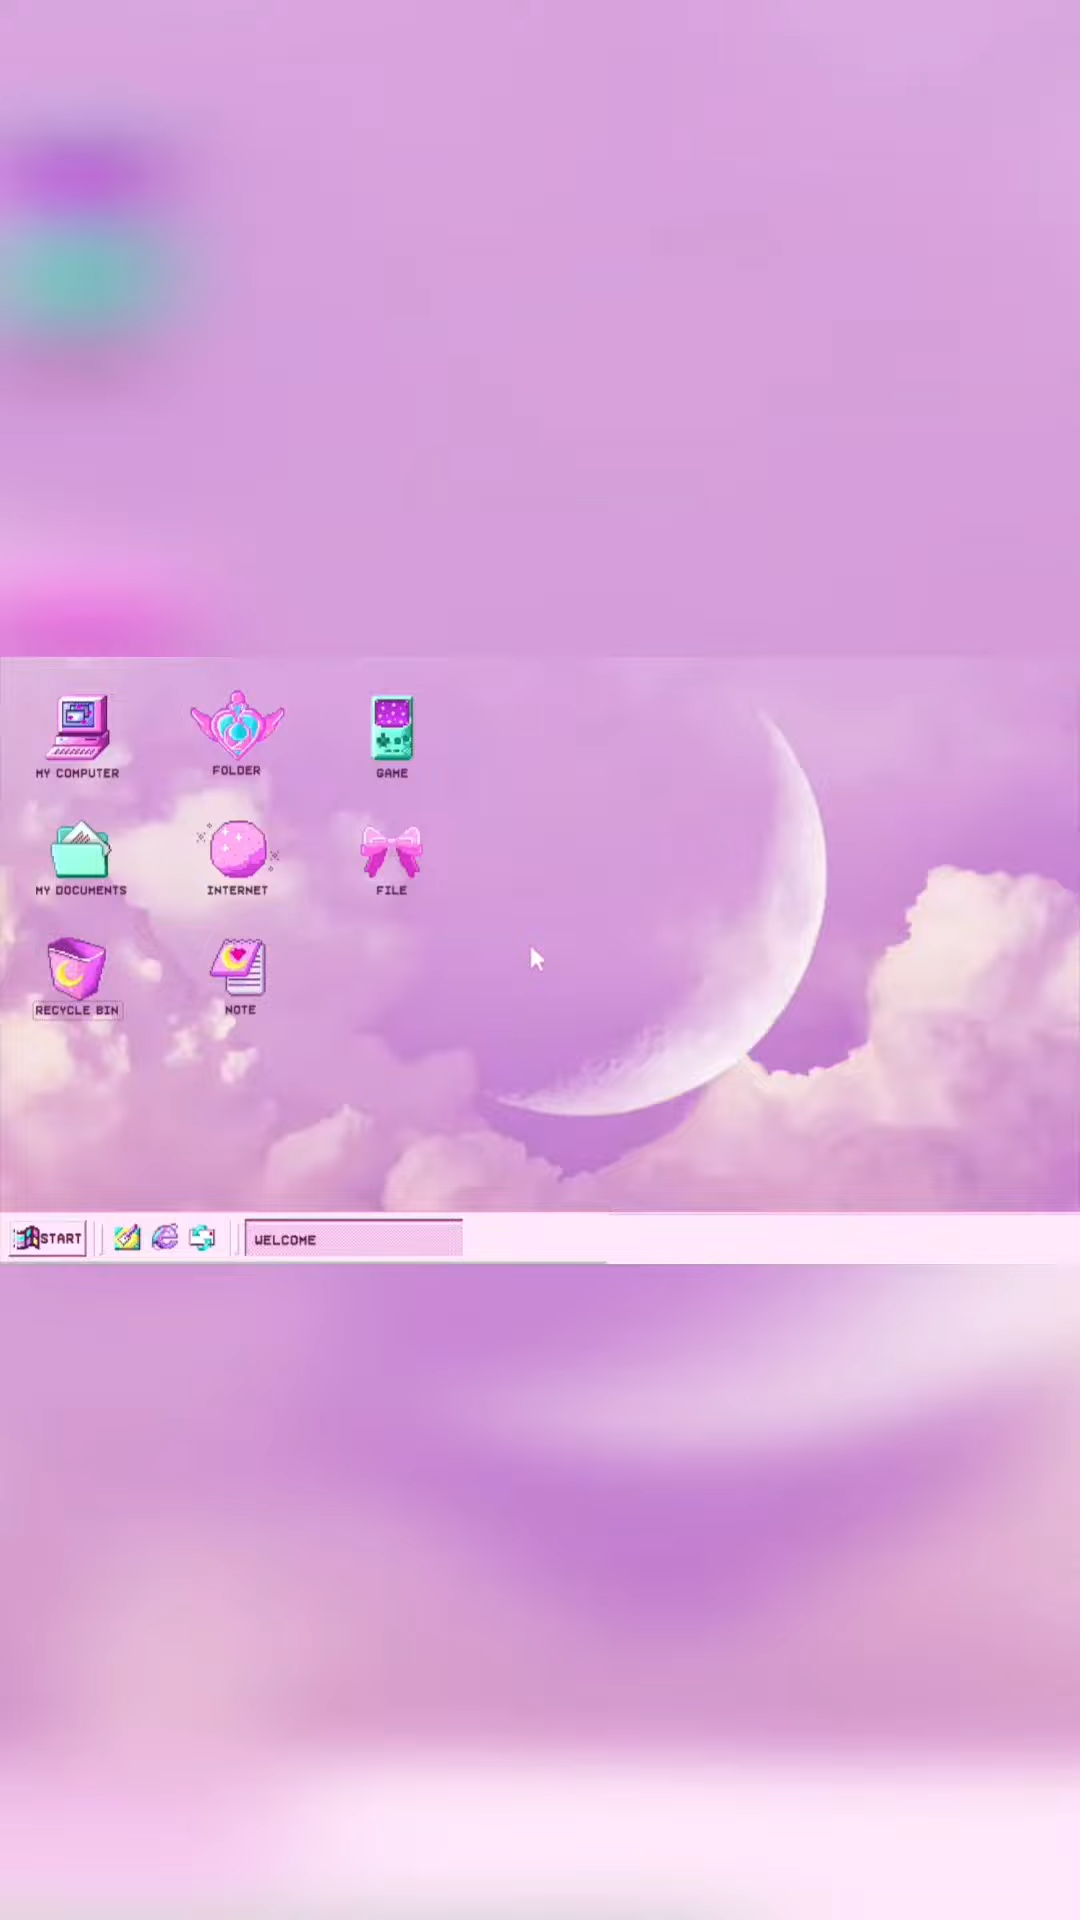 MY COMPUTER
FOLDER
GAME
MY DOCUMENTS
INTERNET
FILE
RECYCLE BIN
NOTE
START
WELCOME